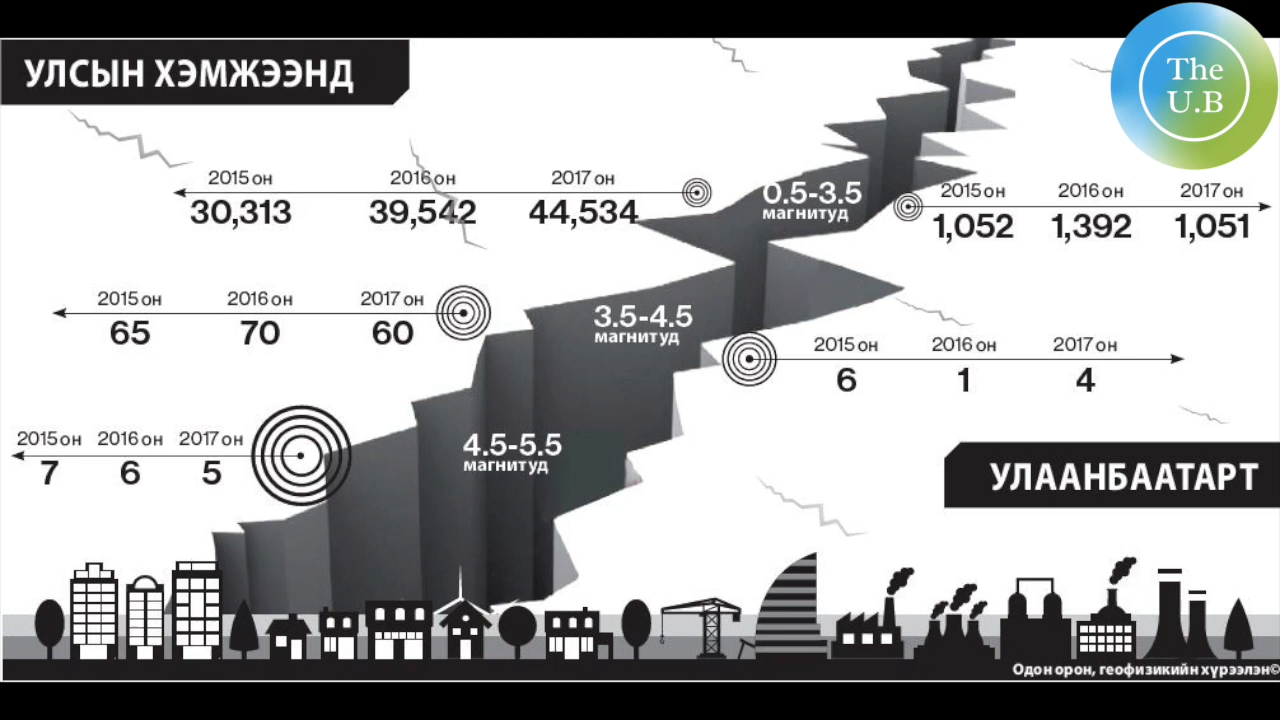 УЛСЫН ХЭМЖЭЭНД
The
U.B
2015 он 2016 он 2017 он
30,313 39,542 44,534
0.5-3.5
магнитуд
2015 он 2016 он 2017 он
1,052 1,392 1,051
2015 он 2016 он 2017 он
65 70 60
3.5-4.5
магнитуд
2015 он 2016 он 2017 он
6 1 4
2015 он 2016 он 2017 он
7 6 5
4.5-5.5
магнитуд
УЛААНБААТАРТ
Одон орон, геофизикийн хүрээлэн©